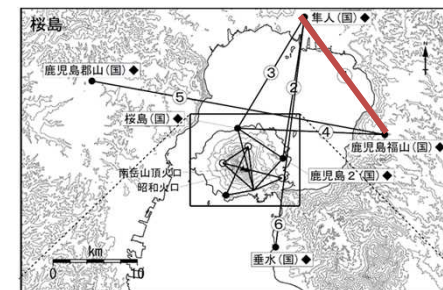 桜島
隼人(国)◆
鹿児島郡山(国)◆
③
②
⑤
桜島(国)◆
④
鹿児島福山(国)◆
南岳山頂火口
昭和火口
鹿児島2(国)◆
⑥
km
0 10
垂水(国)◆